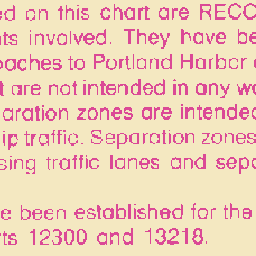 ed on this chart are RECO
nts involved. They have be
oaches to Portland Harbor
t are not intended in any wa
aration zones are intended
ip traffic. Separation zones
sing traffic lanes and sepa
e been established for the
ts 12300 and 13218.